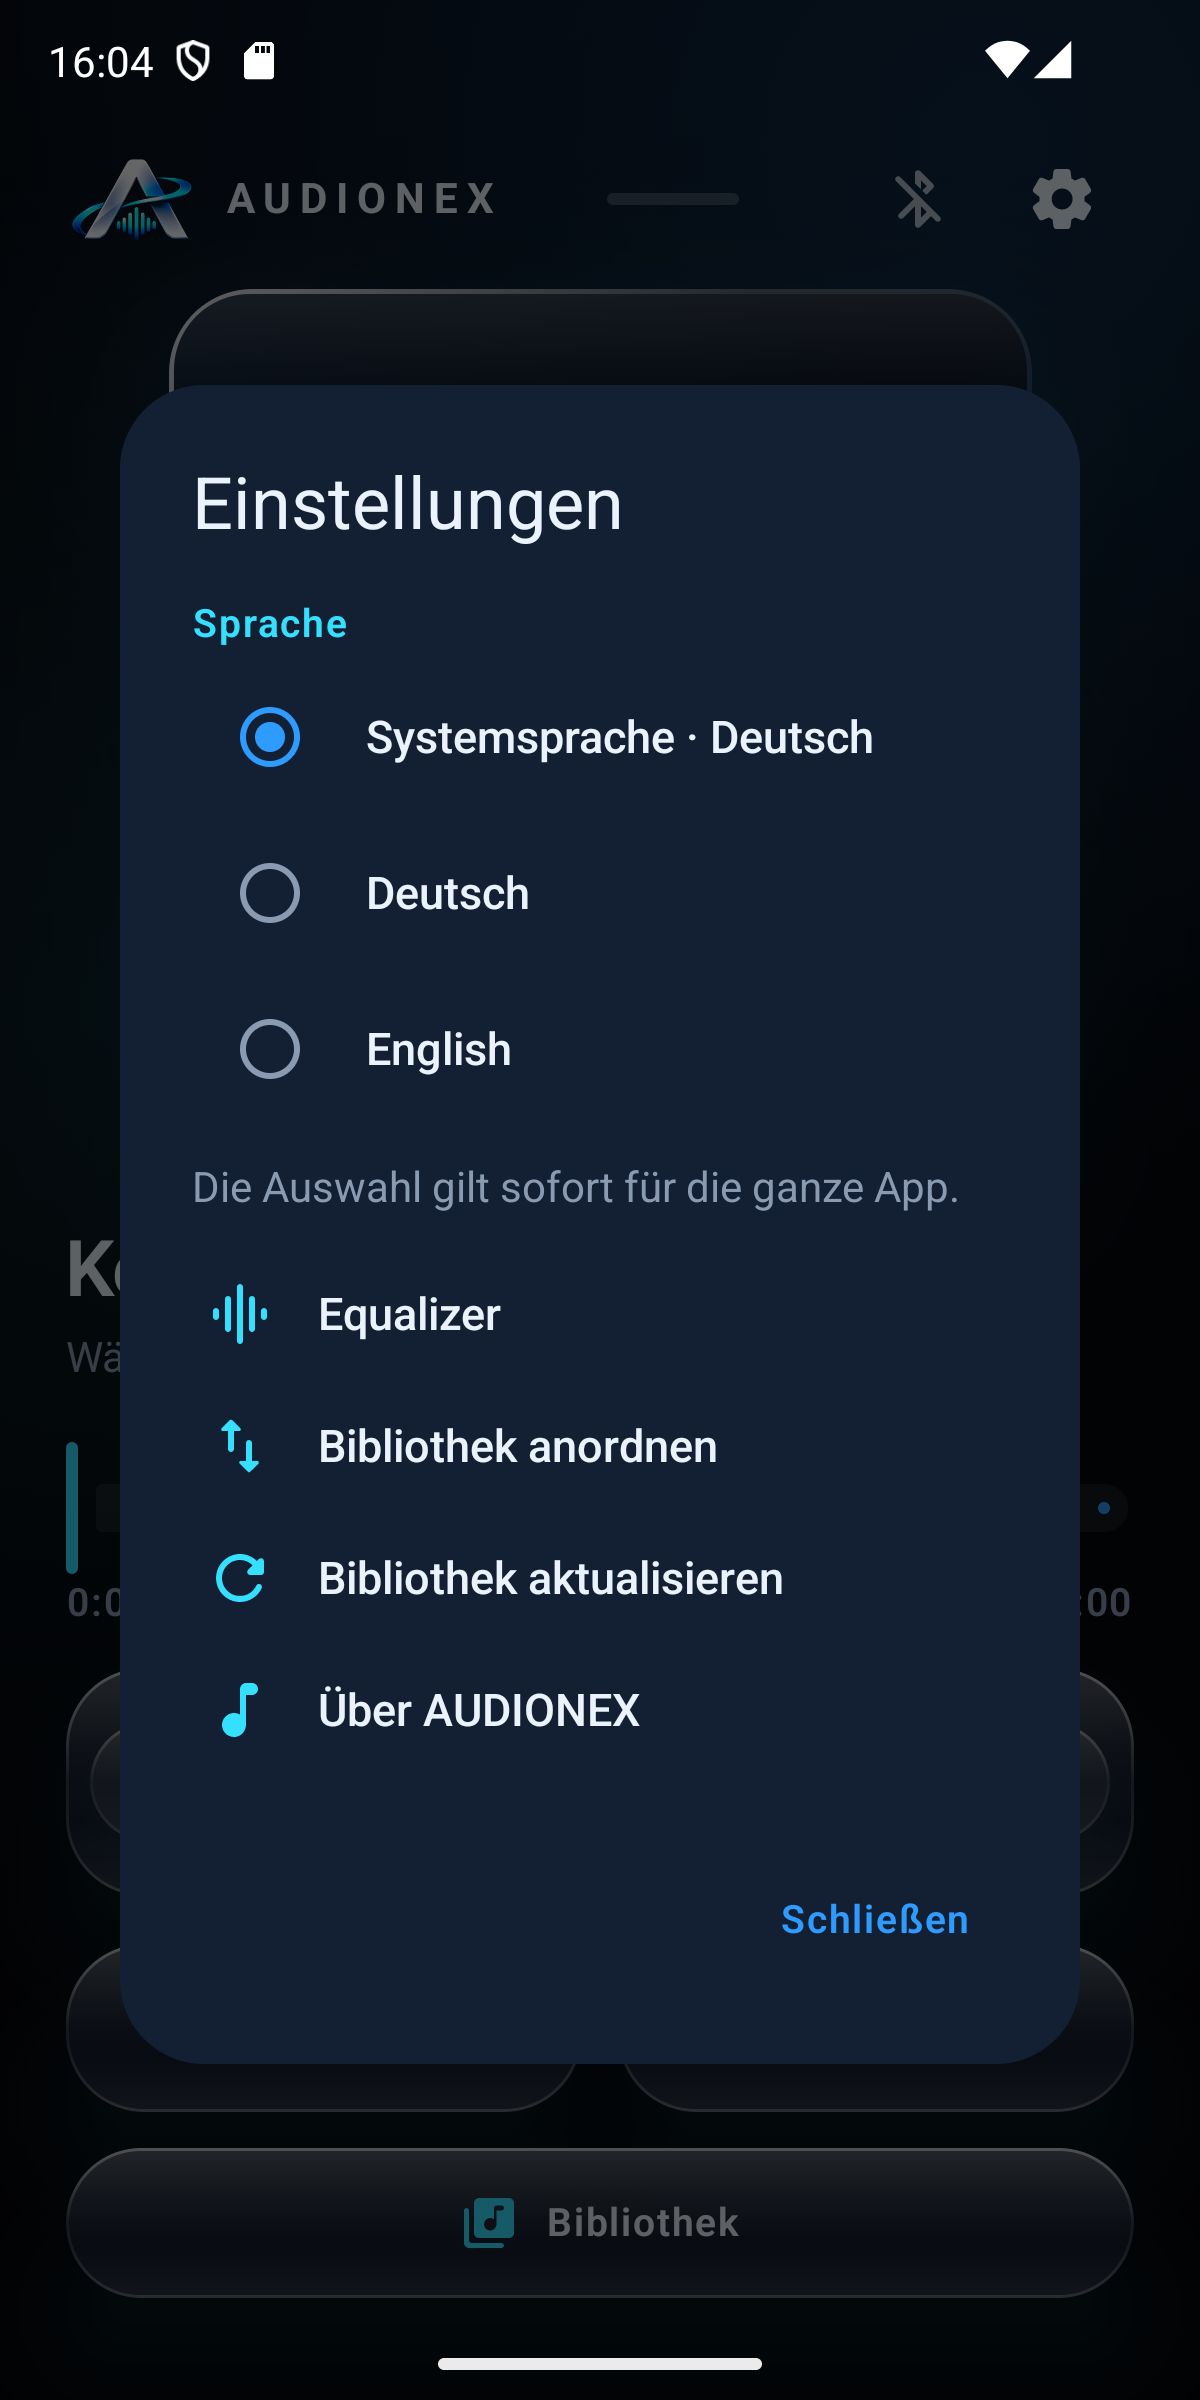 16:04
AUDIONEX
Einstellungen
Sprache
Systemsprache · Deutsch
Deutsch
English
Die Auswahl gilt sofort für die ganze App.
Equalizer
Bibliothek anordnen
Bibliothek aktualisieren
Über AUDIONEX
Schließen
Bibliothek